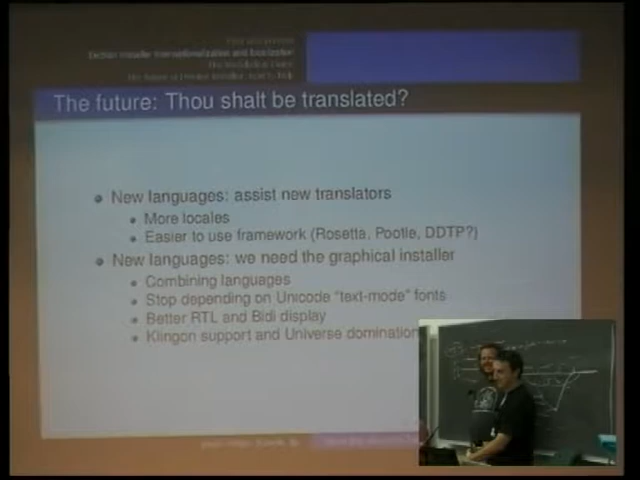 The future: Thou shalt be translated?
New languages: assist new translators
More locales
Easier to use framework (Rosetta, Pootle, DDTP?)
New languages: we need the graphical installer
Combining languages
Stop depending on Unicode "text-mode" fonts
Better RTL and Bidi display
Klingon support and Universe domination